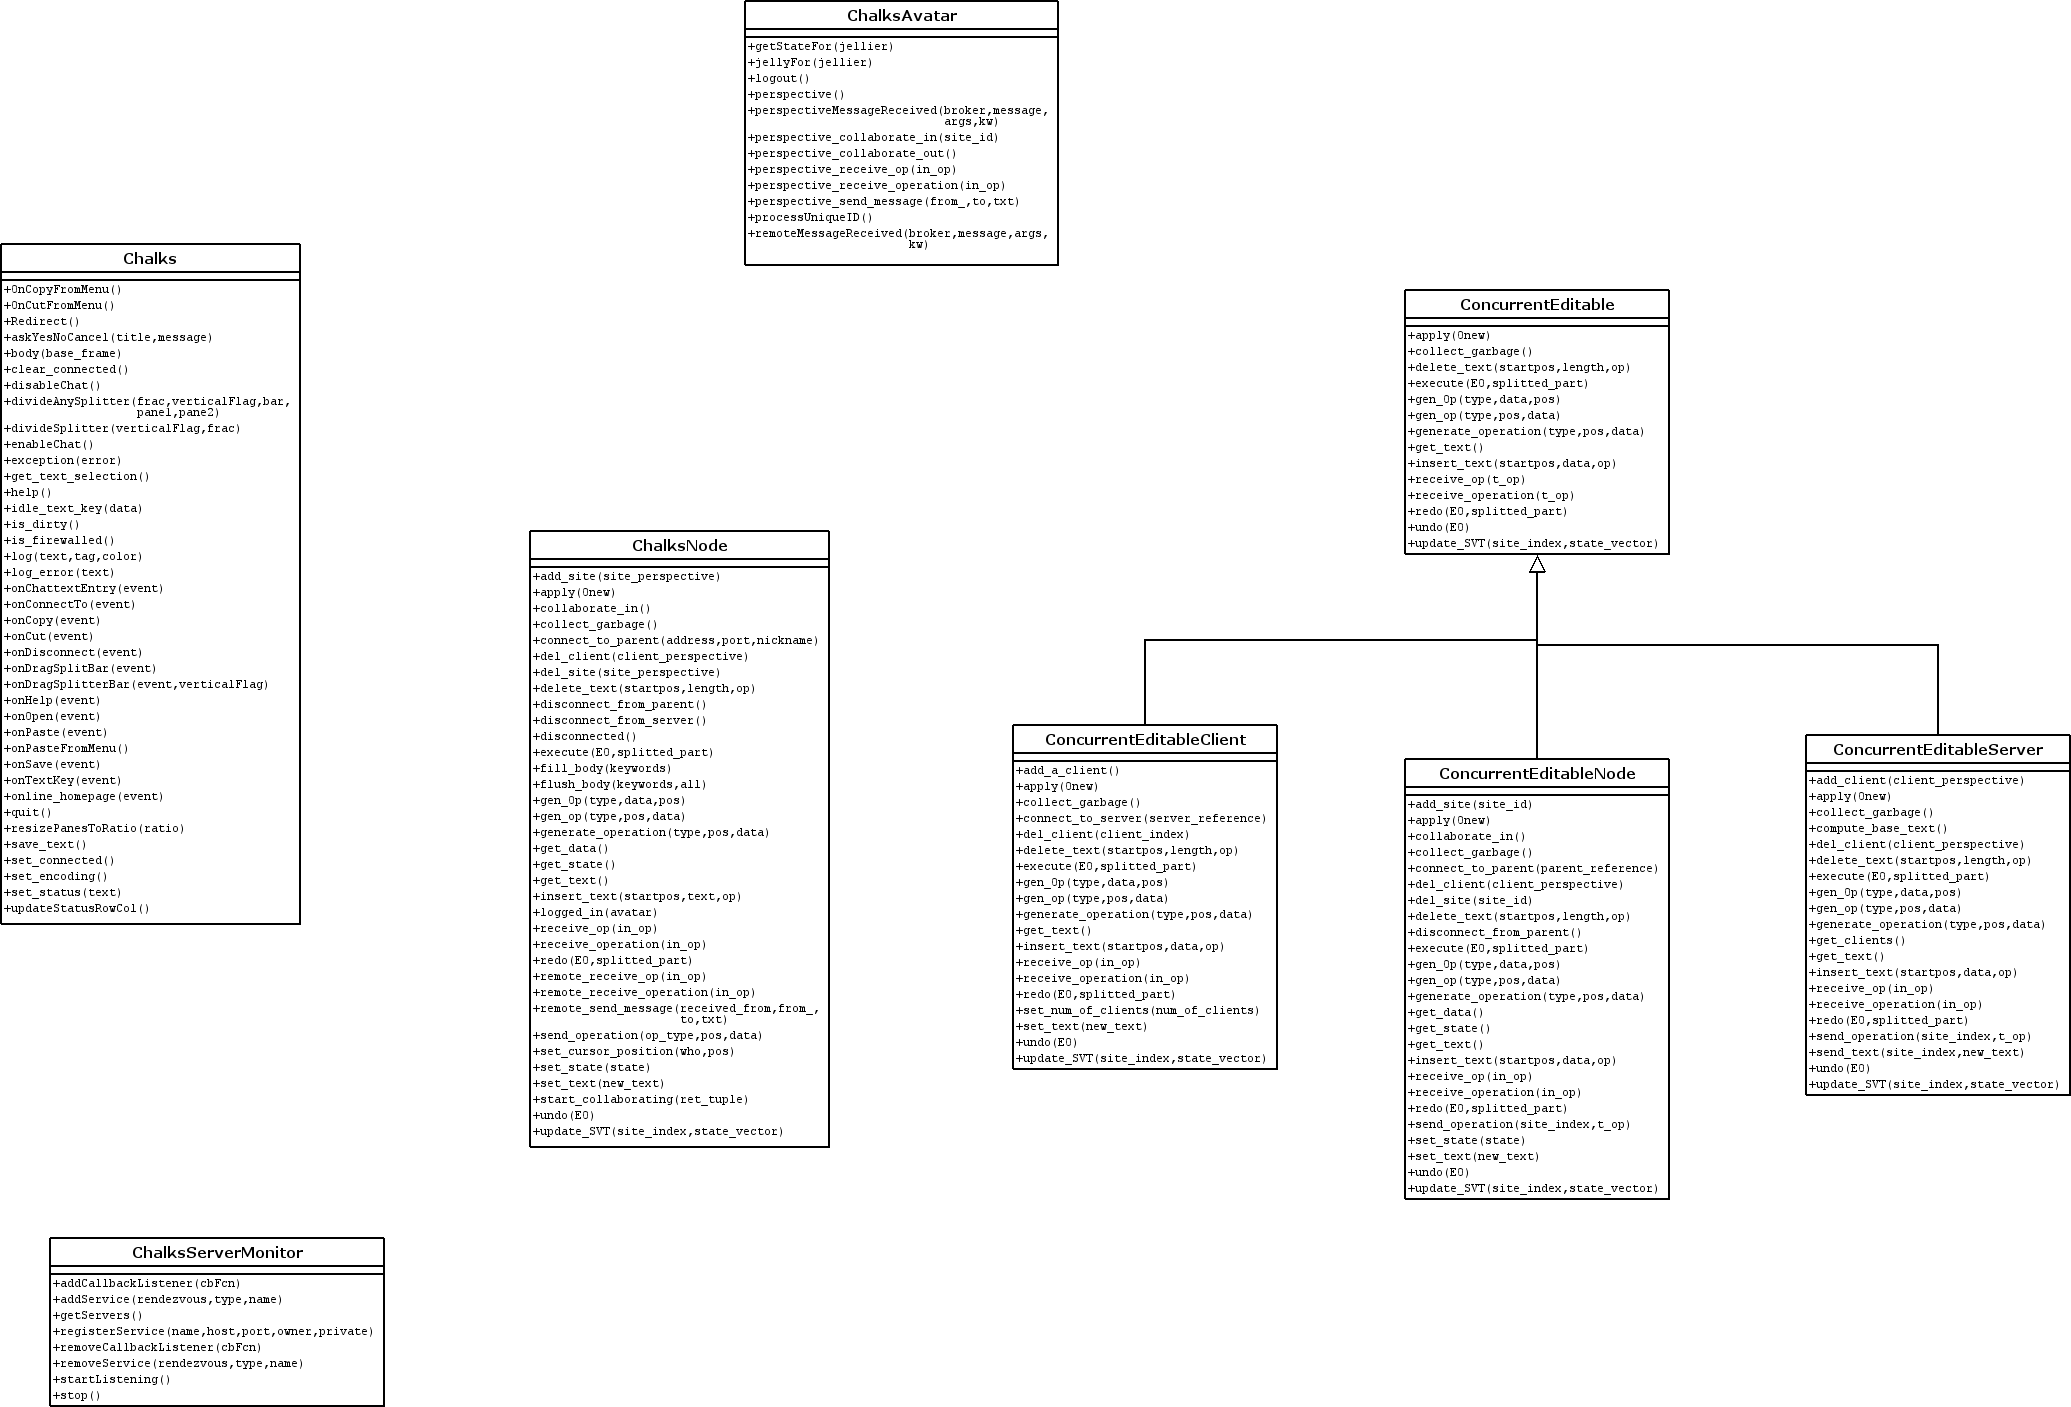 ChalksAvatar
+getStateFor(jellier)
+jellyFor(jellier)
+logout()
+perspective()
+perspectiveMessageReceived(broker,message,
args,kw)
+perspective_collaborate_in(site_id)
+perspective_collaborate_out()
+perspective_receive_op(in_op)
+perspective_receive_operation(in_op)
+perspective_send_message(from_,to,txt)
+processUniqueID()
+remoteMessageReceived(broker,message,args,
kw)
Chalks
+OnCopyFromMenu()
+OnCutFromMenu()
+Redirect()
+askYesNoCancel(title,message)
+body(base_frame)
+clear_connected()
+disableChat()
+divideAnySplitter(frac,verticalFlag,bar,
pane1,pane2)
+divideSplitter(verticalFlag,frac)
+enableChat()
+exception(error)
+get_text_selection()
+help()
+idle_text_key(data)
+is_dirty()
+is_firewalled()
+log(text,tag,color)
+log_error(text)
+onChattextEntry(event)
+onConnectTo(event)
+onCopy(event)
+onCut(event)
+onDisconnect(event)
+onDragSplitBar(event)
+onDragSplitterBar(event,verticalFlag)
+onHelp(event)
+onOpen(event)
+onPaste(event)
+onPasteFromMenu()
+onSave(event)
+onTextKey(event)
+online_homepage(event)
+quit()
+resizePanesToRatio(ratio)
+save_text()
+set_connected()
+set_encoding()
+set_status(text)
+updateStatusRowCol()
ConcurrentEditable
+apply(Onew)
+collect_garbage()
+delete_text(startpos,length,op)
+execute(EO,splitted_part)
+gen_Op(type,data,pos)
+gen_op(type,pos,data)
+generate_operation(type,pos,data)
+get_text()
+insert_text(startpos,data,op)
+receive_op(t_op)
+receive_operation(t_op)
+redo(EO,splitted_part)
+undo(EO)
+update_SVT(site_index,state_vector)
ChalksNode
+add_site(site_perspective)
+apply(Onew)
+collaborate_in()
+collect_garbage()
+connect_to_parent(address,port,nickname)
+del_client(client_perspective)
+del_site(site_perspective)
+delete_text(startpos,length,op)
+disconnect_from_parent()
+disconnect_from_server()
+disconnected()
+execute(EO,splitted_part)
+fill_body(keywords)
+flush_body(keywords,all)
+gen_Op(type,data,pos)
+gen_op(type,pos,data)
+generate_operation(type,pos,data)
+get_data()
+get_state()
+get_text()
+insert_text(startpos,text,op)
+logged_in(avatar)
+receive_op(in_op)
+receive_operation(in_op)
+redo(EO,splitted_part)
+remote_receive_op(in_op)
+remote_receive_operation(in_op)
+remote_send_message(received_from,from_,
to,txt)
+send_operation(op_type,pos,data)
+set_cursor_position(who,pos)
+set_state(state)
+set_text(new_text)
+start_collaborating(ret_tuple)
+undo(EO)
+update_SVT(site_index,state_vector)
ConcurrentEditableClient
+add_a_client()
+apply(Onew)
+collect_garbage()
+connect_to_server(server_reference)
+del_client(client_index)
+delete_text(startpos,length,op)
+execute(EO,splitted_part)
+gen_Op(type,data,pos)
+gen_op(type,pos,data)
+generate_operation(type,pos,data)
+get_text()
+insert_text(startpos,data,op)
+receive_op(in_op)
+receive_operation(in_op)
+redo(EO,splitted_part)
+set_num_of_clients(num_of_clients)
+set_text(new_text)
+undo(EO)
+update_SVT(site_index,state_vector)
ConcurrentEditableNode
+add_site(site_id)
+apply(Onew)
+collaborate_in()
+collect_garbage()
+connect_to_parent(parent_reference)
+del_client(client_perspective)
+del_site(site_id)
+delete_text(startpos,length,op)
+disconnect_from_parent()
+execute(EO,splitted_part)
+gen_Op(type,data,pos)
+gen_op(type,pos,data)
+generate_operation(type,pos,data)
+get_data()
+get_state()
+get_text()
+insert_text(startpos,data,op)
+receive_op(in_op)
+receive_operation(in_op)
+redo(EO,splitted_part)
+send_operation(site_index,t_op)
+set_state(state)
+set_text(new_text)
+undo(EO)
+update_SVT(site_index,state_vector)
ConcurrentEditableServer
+add_client(client_perspective)
+apply(Onew)
+collect_garbage()
+compute_base_text()
+del_client(client_perspective)
+delete_text(startpos,length,op)
+execute(EO,splitted_part)
+gen_Op(type,data,pos)
+gen_op(type,pos,data)
+generate_operation(type,pos,data)
+get_clients()
+get_text()
+insert_text(startpos,data,op)
+receive_op(in_op)
+receive_operation(in_op)
+redo(EO,splitted_part)
+send_operation(site_index,t_op)
+send_text(site_index,new_text)
+undo(EO)
+update_SVT(site_index,state_vector)
ChalksServerMonitor
+addCallbackListener(cbFcn)
+addService(rendezvous,type,name)
+getServers()
+registerService(name,host,port,owner,private)
+removeCallbackListener(cbFcn)
+removeService(rendezvous,type,name)
+startListening()
+stop()